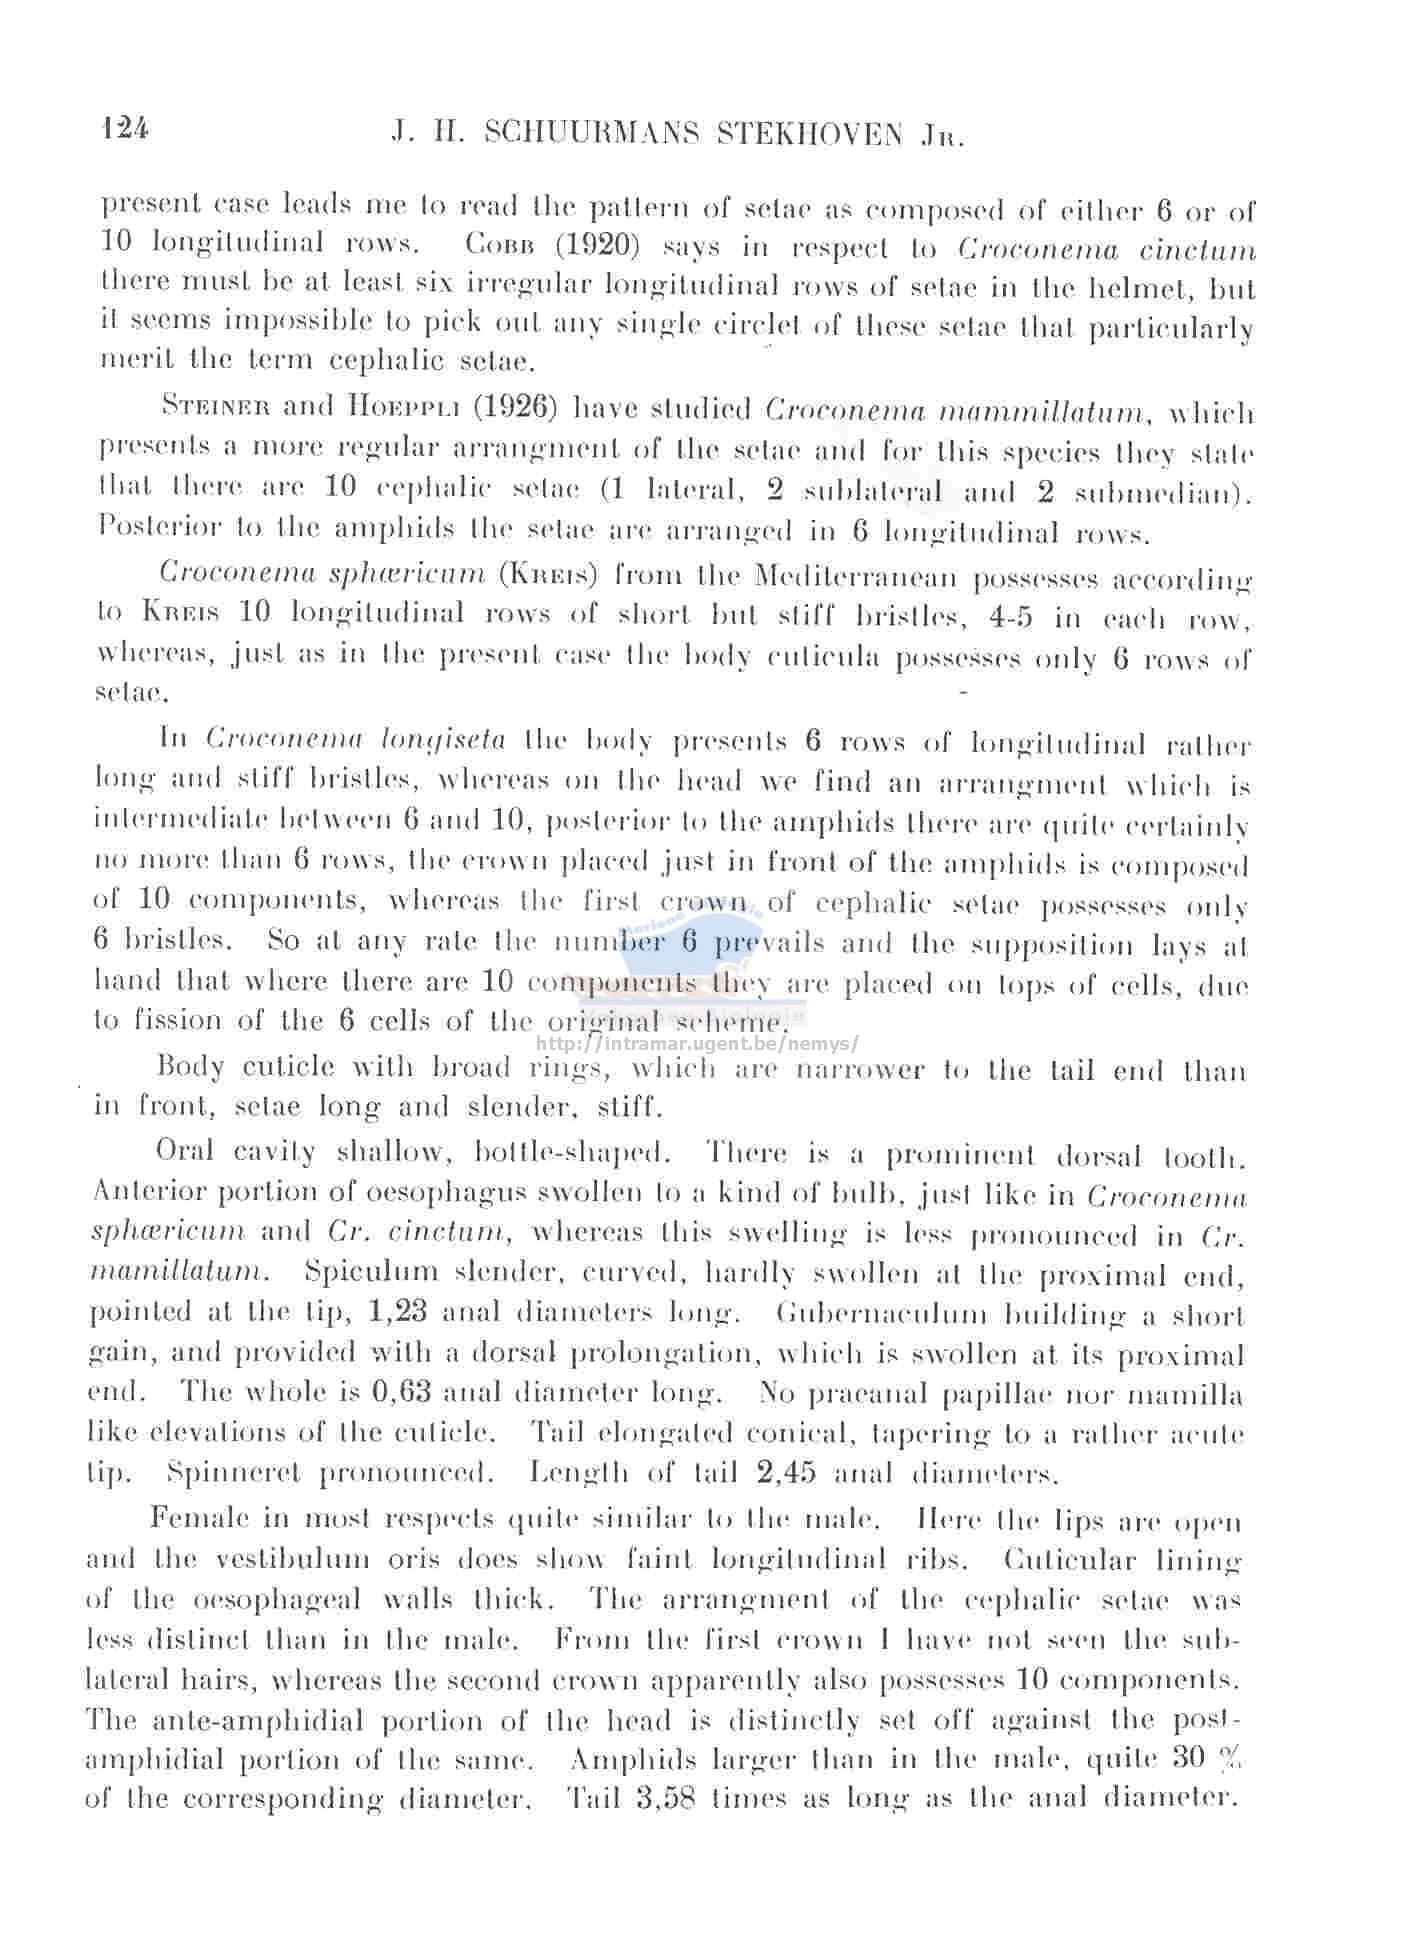 124
J. H. SCHUURMANS STEKHOVEN JR.
present case leads me to read the pattern of setae as composed of either 6 or of
10 longitudinal rows. COBB (1920) says in respect to Croconema cinctum
there must be at least six irregular longitudinal rows of setae in the helmet, but
it seems impossible to pick out any single circlet of these setae that particularly
merit the term cephalic setae.
STEINER and HOEPPLI (1926) have studied Croconema mammillatum, which
presents a more regular arrangment of the setae and for this species they state
that there are 10 cephalic setae (1 lateral, 2 sublateral and 2 submedian).
Posterior to the amphids the setae are arranged in 6 longitudinal rows.
Croconema sphœricum (KREIS) from the Mediterranean possesses according
to KREIS 10 longitudinal rows of short but stiff bristles, 4-5 in each row,
whereas, just as in the present case the body cuticula possesses only 6 rows of
setae.
In Croconema longiseta the body presents 6 rows of longitudinal rather
long and stiff bristles, whereas on the head we find an arrangment which is
intermediate between 6 and 10, posterior to the amphids there are quite certainly
no more than 6 rows, the crown placed just in front of the amphids is composed
of 10 components, whereas the first crown of cephalic setae possesses only
6 bristles. So at any rate the number 6 prevails and the supposition lays at
hand that where there are 10 components they are placed on tops of cells, due
to fission of the 6 cells of the original scheme.
http://intramar.ugent.be/nemys/
Body cuticle with broad rings, which are narrower to the tail end than
in front, setae long and slender, stiff.
Oral cavity shallow, bottle-shaped. There is a prominent dorsal tooth.
Anterior portion of oesophagus swollen to a kind of bulb, just like in Croconema
sphœricum and Cr. cinctum, whereas this swelling is less pronounced in Cr.
mamillatum. Spiculum slender, curved, hardly swollen at the proximal end,
pointed at the tip, 1,23 anal diameters long. Gubernaculum building a short
gain, and provided with a dorsal prolongation, which is swollen at its proximal
end. The whole is 0,63 anal diameter long. No praeanal papillae nor mamilla
like elevations of the cuticle. Tail elongated conical, tapering to a rather acute
tip. Spinneret pronounced. Length of tail 2,45 anal diameters.
Female in most respects quite similar to the male. Here the lips are open
and the vestibulum oris does show faint longitudinal ribs. Cuticular lining
of the oesophageal walls thick. The arrangment of the cephalic setae was
less distinct than in the male. From the first crown I have not seen the sub-
lateral hairs, whereas the second crown apparently also possesses 10 components.
The ante-amphidial portion of the head is distinctly set off against the post-
amphidial portion of the same. Amphids larger than in the male, quite 30 %
of the corresponding diameter. Tail 3,58 times as long as the anal diameter.